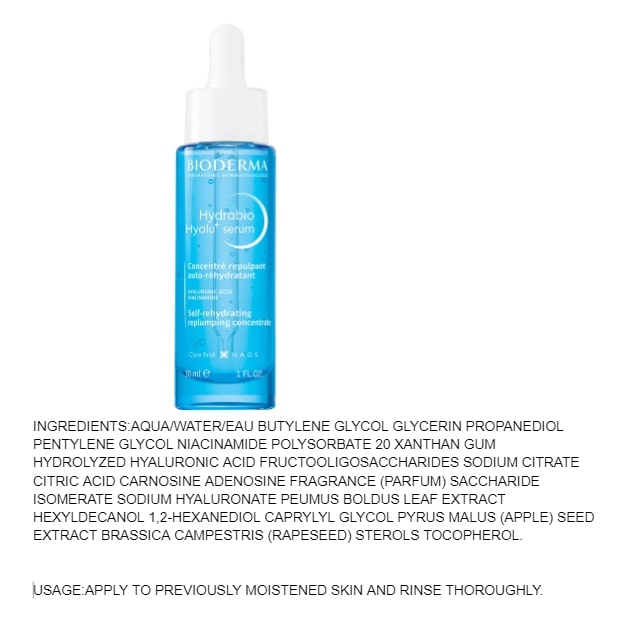 BIODERMA
LABORATOIRE DERMATOLOGIQUE
Hydrabio
Hyalu+ serum
Concentré repulpant
auto-réhydratant
HYALURONIC ACID
NIACINAMIDE
Self-rehydrating
replumping concentrate
Care first. NAOS
30 ml e 1 FL.OZ.
INGREDIENTS:AQUA/WATER/EAU BUTYLENE GLYCOL GLYCERIN PROPANEDIOL
PENTYLENE GLYCOL NIACINAMIDE POLYSORBATE 20 XANTHAN GUM
HYDROLYZED HYALURONIC ACID FRUCTOOLIGOSACCHARIDES SODIUM CITRATE
CITRIC ACID CARNOSINE ADENOSINE FRAGRANCE (PARFUM) SACCHARIDE
ISOMERATE SODIUM HYALURONATE PEUMUS BOLDUS LEAF EXTRACT
HEXYLDECANOL 1,2-HEXANEDIOL CAPRYLYL GLYCOL PYRUS MALUS (APPLE) SEED
EXTRACT BRASSICA CAMPESTRIS (RAPESEED) STEROLS TOCOPHEROL.
USAGE:APPLY TO PREVIOUSLY MOISTENED SKIN AND RINSE THOROUGHLY.